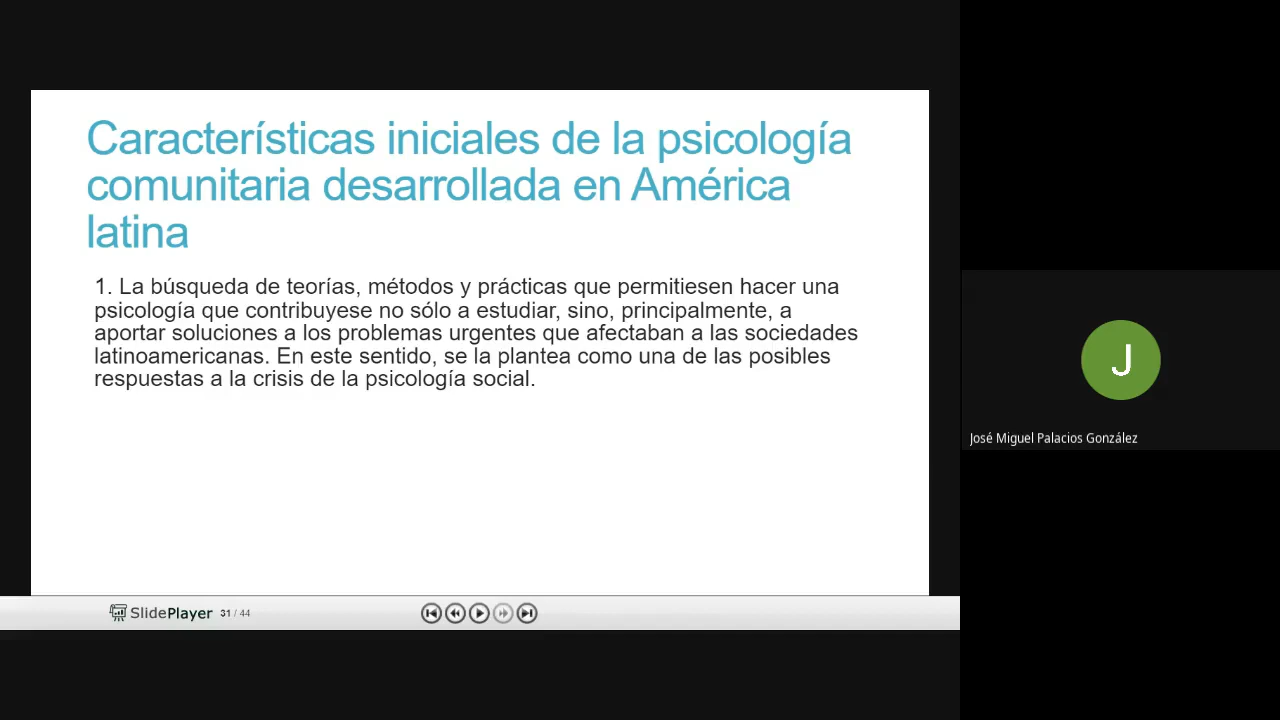 Características iniciales de la psicología
comunitaria desarrollada en América
latina
1. La búsqueda de teorías, métodos y prácticas que permitiesen hacer una
psicología que contribuyese no sólo a estudiar, sino, principalmente, a
aportar soluciones a los problemas urgentes que afectaban a las sociedades
latinoamericanas. En este sentido, se la plantea como una de las posibles
respuestas a la crisis de la psicología social.
J
José Miguel Palacios González
SlidePlayer 31 / 44